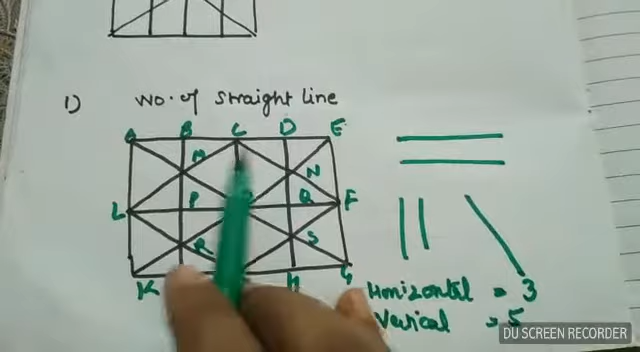 1) No. of straight line
A B C D E
M N
L P Q F
R S
K H G
Horizontal = 3
Vertical = 5
DU SCREEN RECORDER